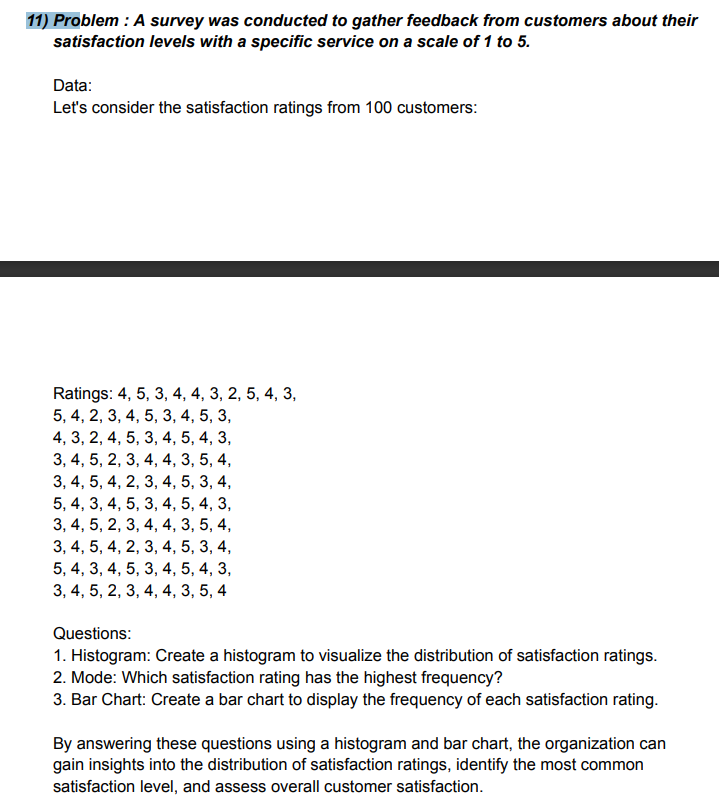 11) Problem : A survey was conducted to gather feedback from customers about their
satisfaction levels with a specific service on a scale of 1 to 5.
Data:
Let's consider the satisfaction ratings from 100 customers:
Ratings: 4, 5, 3, 4, 4, 3, 2, 5, 4, 3,
5, 4, 2, 3, 4, 5, 3, 4, 5, 3,
4, 3, 2, 4, 5, 3, 4, 5, 4, 3,
3, 4, 5, 2, 3, 4, 4, 3, 5, 4,
3, 4, 5, 4, 2, 3, 4, 5, 3, 4,
5, 4, 3, 4, 5, 3, 4, 5, 4, 3,
3, 4, 5, 2, 3, 4, 4, 3, 5, 4,
3, 4, 5, 4, 2, 3, 4, 5, 3, 4,
5, 4, 3, 4, 5, 3, 4, 5, 4, 3,
3, 4, 5, 2, 3, 4, 4, 3, 5, 4
Questions:
1. Histogram: Create a histogram to visualize the distribution of satisfaction ratings.
2. Mode: Which satisfaction rating has the highest frequency?
3. Bar Chart: Create a bar chart to display the frequency of each satisfaction rating.
By answering these questions using a histogram and bar chart, the organization can
gain insights into the distribution of satisfaction ratings, identify the most common
satisfaction level, and assess overall customer satisfaction.